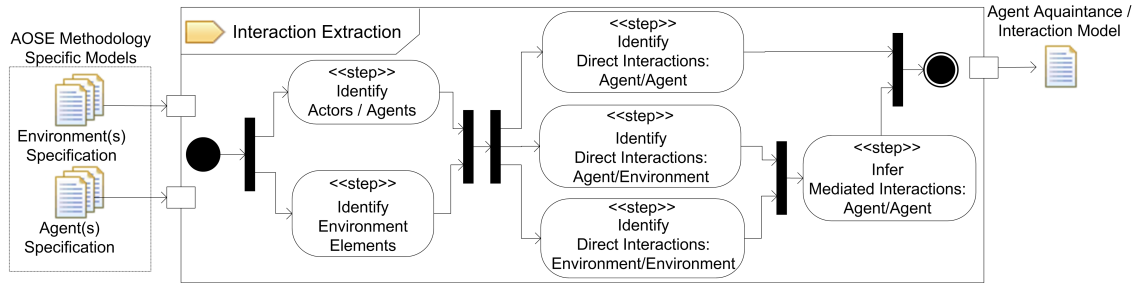 AOSE Methodology
Specific Models
Environment(s)
Specification
Agent(s)
Specification
Interaction Extraction
<<step>>
Identify
Actors / Agents
<<step>>
Identify
Environment
Elements
<<step>>
Identify
Direct Interactions:
Agent/Agent
<<step>>
Identify
Direct Interactions:
Agent/Environment
<<step>>
Identify
Direct Interactions:
Environment/Environment
<<step>>
Infer
Mediated Interactions:
Agent/Agent
Agent Aquaintance /
Interaction Model